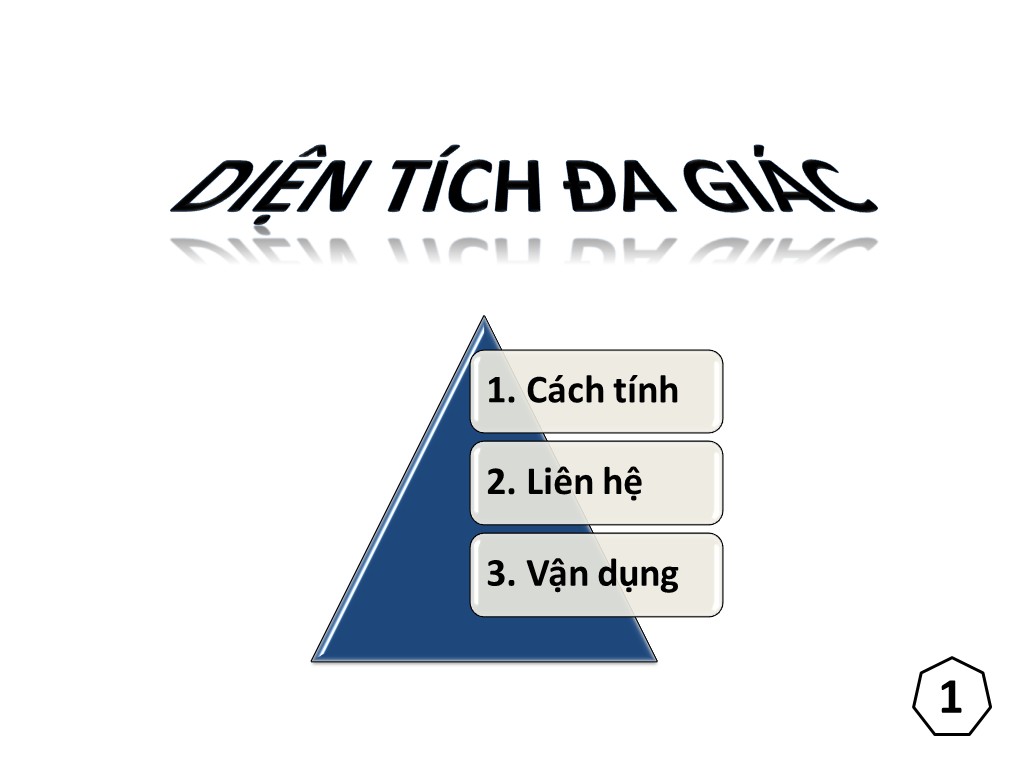 DIỆN TÍCH ĐA GIÁC
1. Cách tính
2. Liên hệ
3. Vận dụng
1